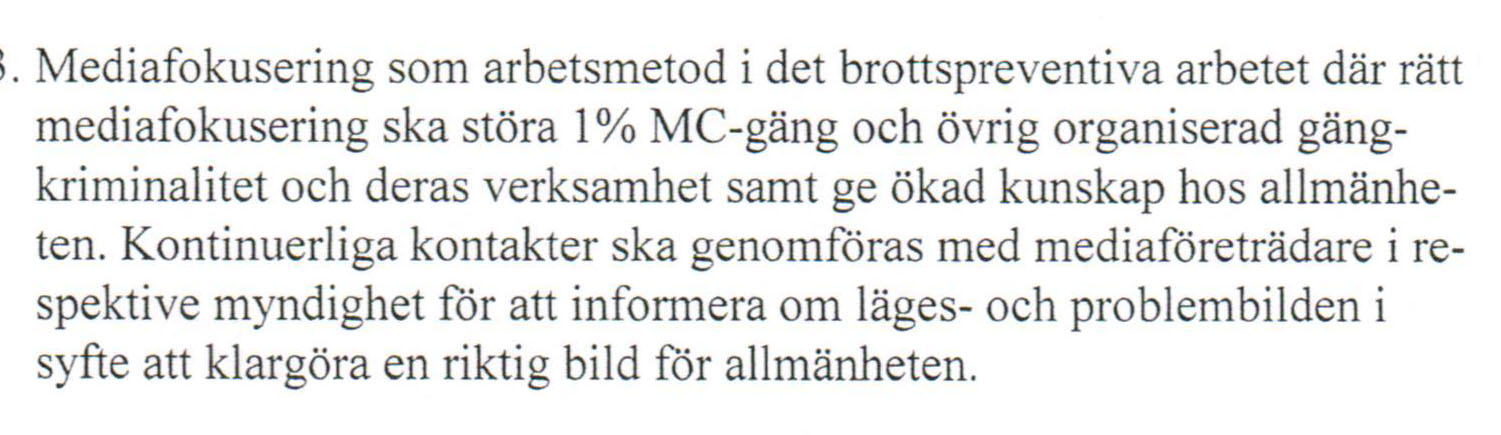 3. Mediafokusering som arbetsmetod i det brottspreventiva arbetet där rätt
mediafokusering ska störa 1% MC-gäng och övrig organiserad gäng-
kriminalitet och deras verksamhet samt ge ökad kunskap hos allmänhe-
ten. Kontinuerliga kontakter ska genomföras med mediaföreträdare i re-
spektive myndighet för att informera om läges- och problembilden i
syfte att klargöra en riktig bild för allmänheten.